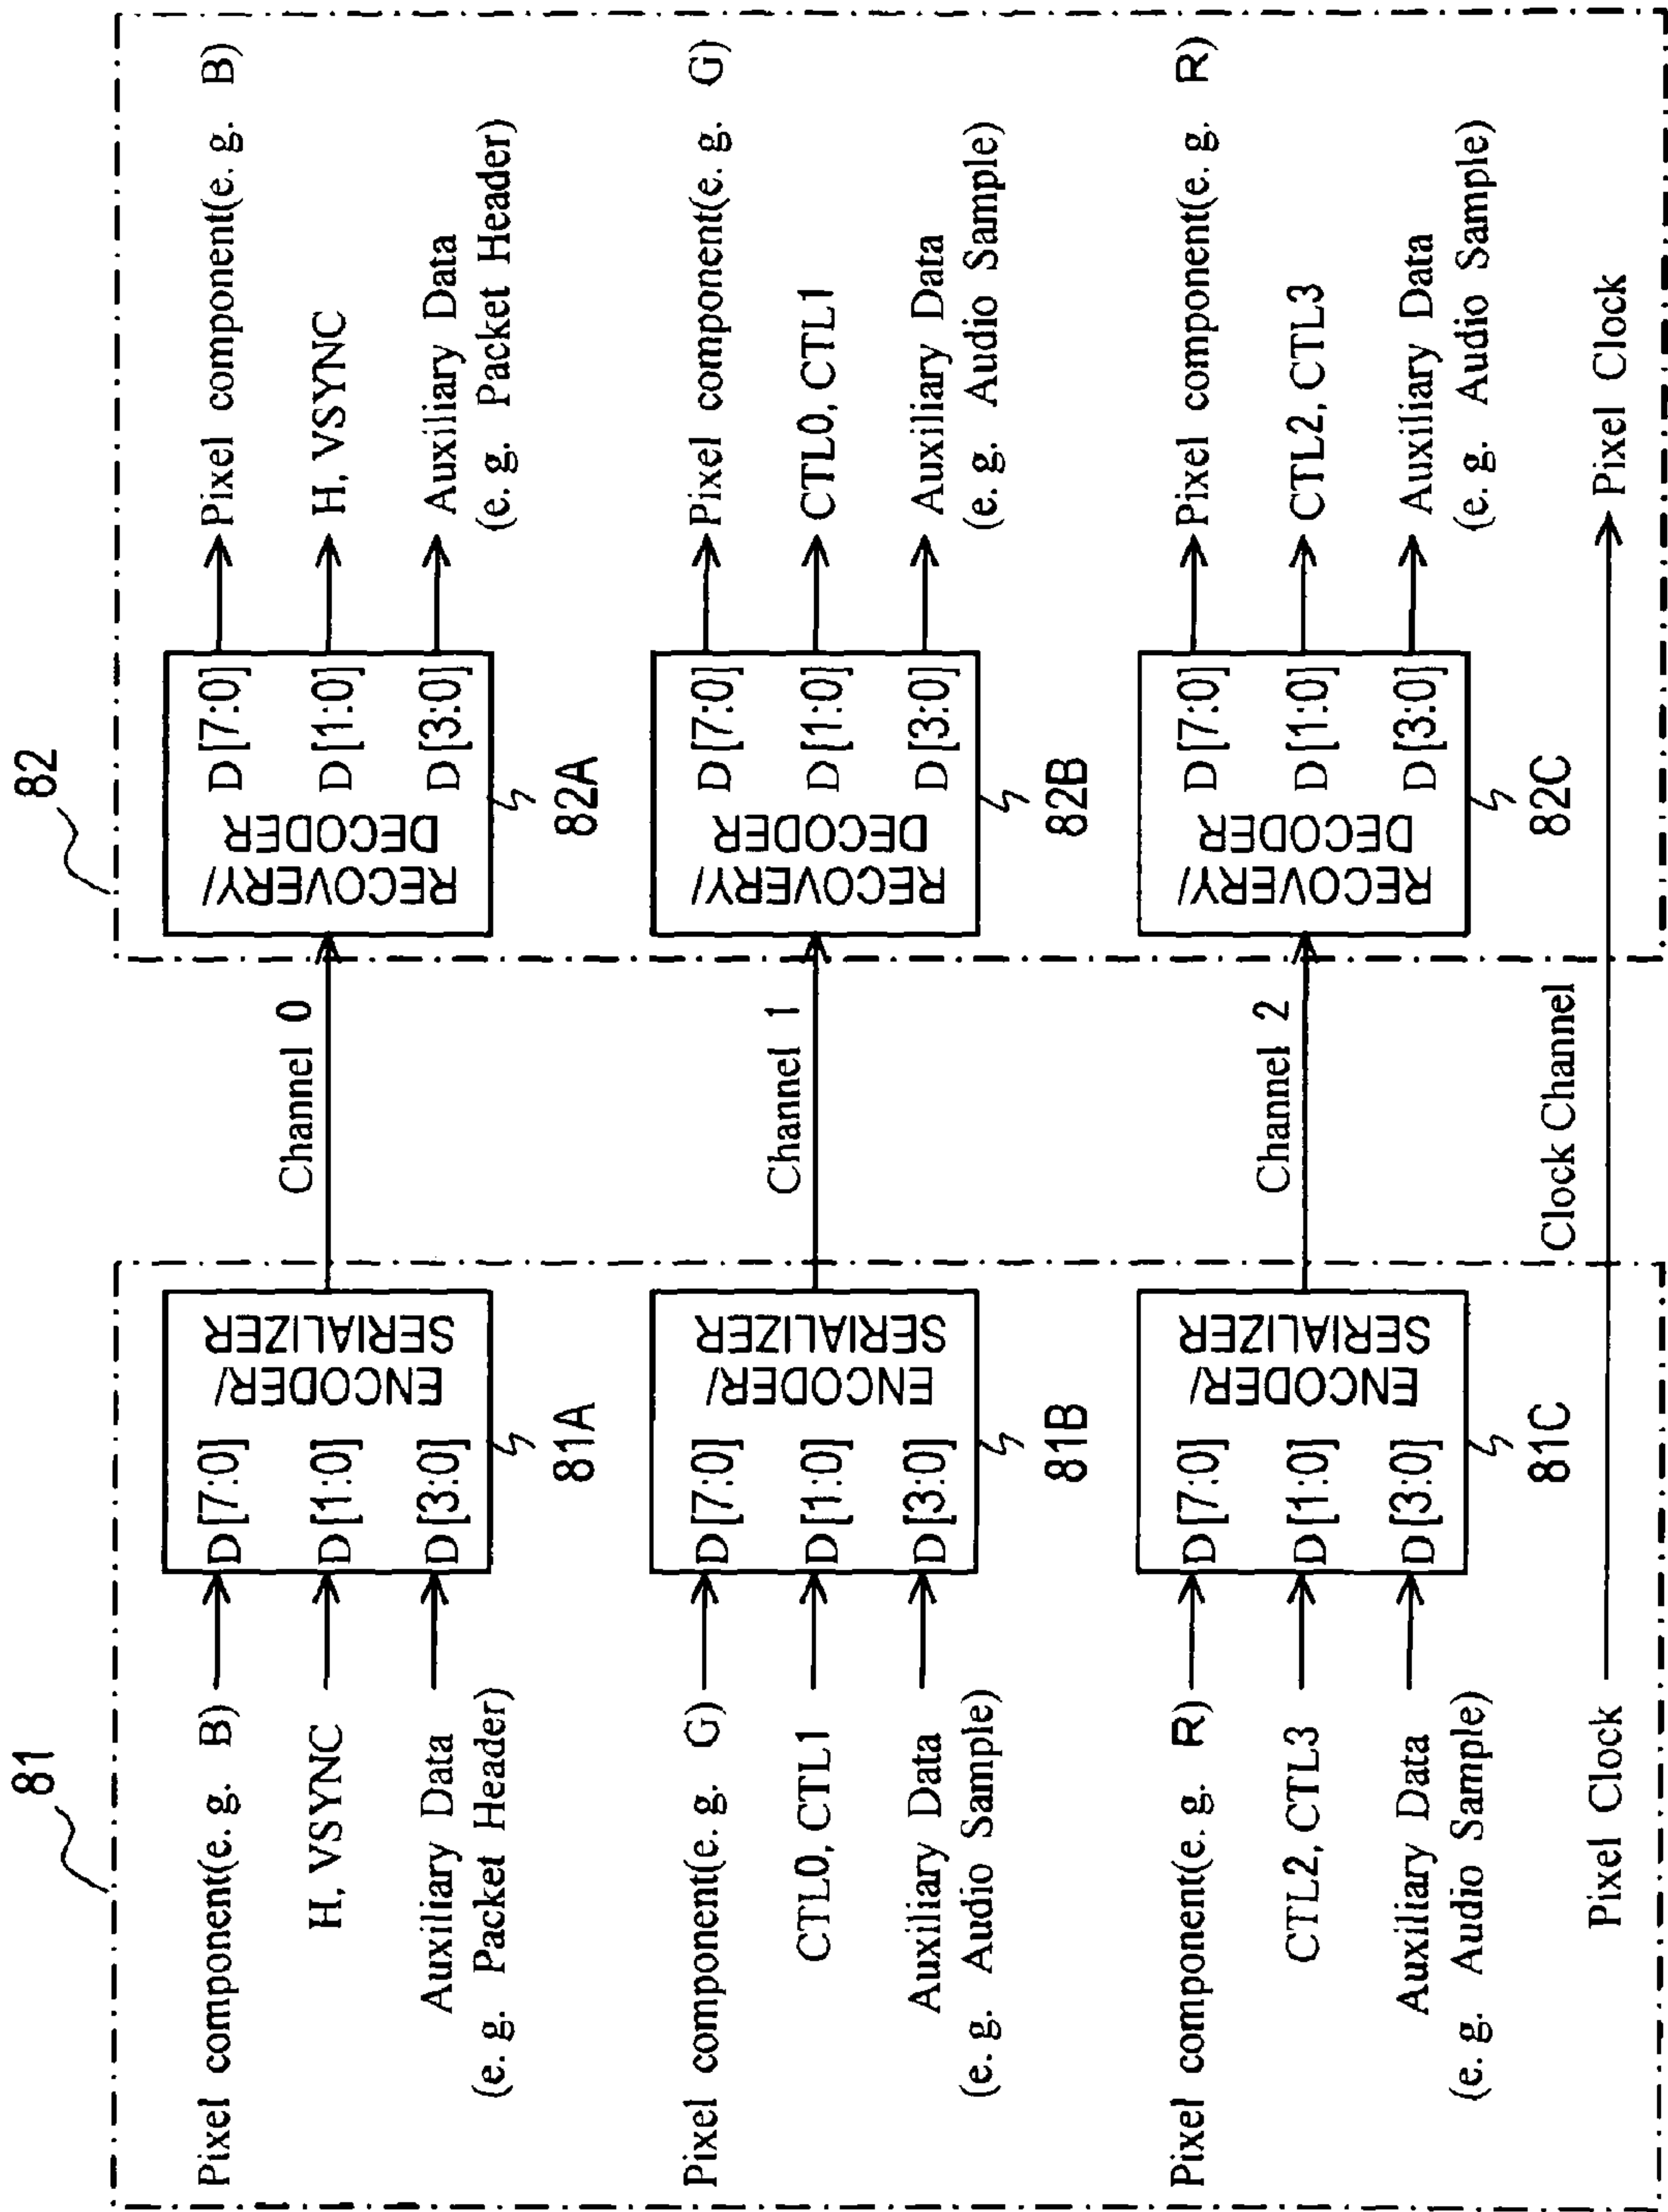 81
82
Pixel component(e. g. B)
H, VSYNC
Auxiliary Data
(e. g. Packet Header)
D[7:0]
D[1:0]
D[3:0]
ENCODER/
SERIALIZER
81A
Channel 0
RECOVERY/
DECODER
D[7:0]
D[1:0]
D[3:0]
82A
Pixel component(e. g. B)
H, VSYNC
Auxiliary Data
(e. g. Packet Header)
Pixel component(e. g. G)
CTL0, CTL1
Auxiliary Data
(e. g. Audio Sample)
D[7:0]
D[1:0]
D[3:0]
ENCODER/
SERIALIZER
81B
Channel 1
RECOVERY/
DECODER
D[7:0]
D[1:0]
D[3:0]
82B
Pixel component(e. g. G)
CTL0, CTL1
Auxiliary Data
(e. g. Audio Sample)
Pixel component(e. g. R)
CTL2, CTL3
Auxiliary Data
(e. g. Audio Sample)
D[7:0]
D[1:0]
D[3:0]
ENCODER/
SERIALIZER
81C
Channel 2
RECOVERY/
DECODER
D[7:0]
D[1:0]
D[3:0]
82C
Pixel component(e. g. R)
CTL2, CTL3
Auxiliary Data
(e. g. Audio Sample)
Pixel Clock
Clock Channel
Pixel Clock